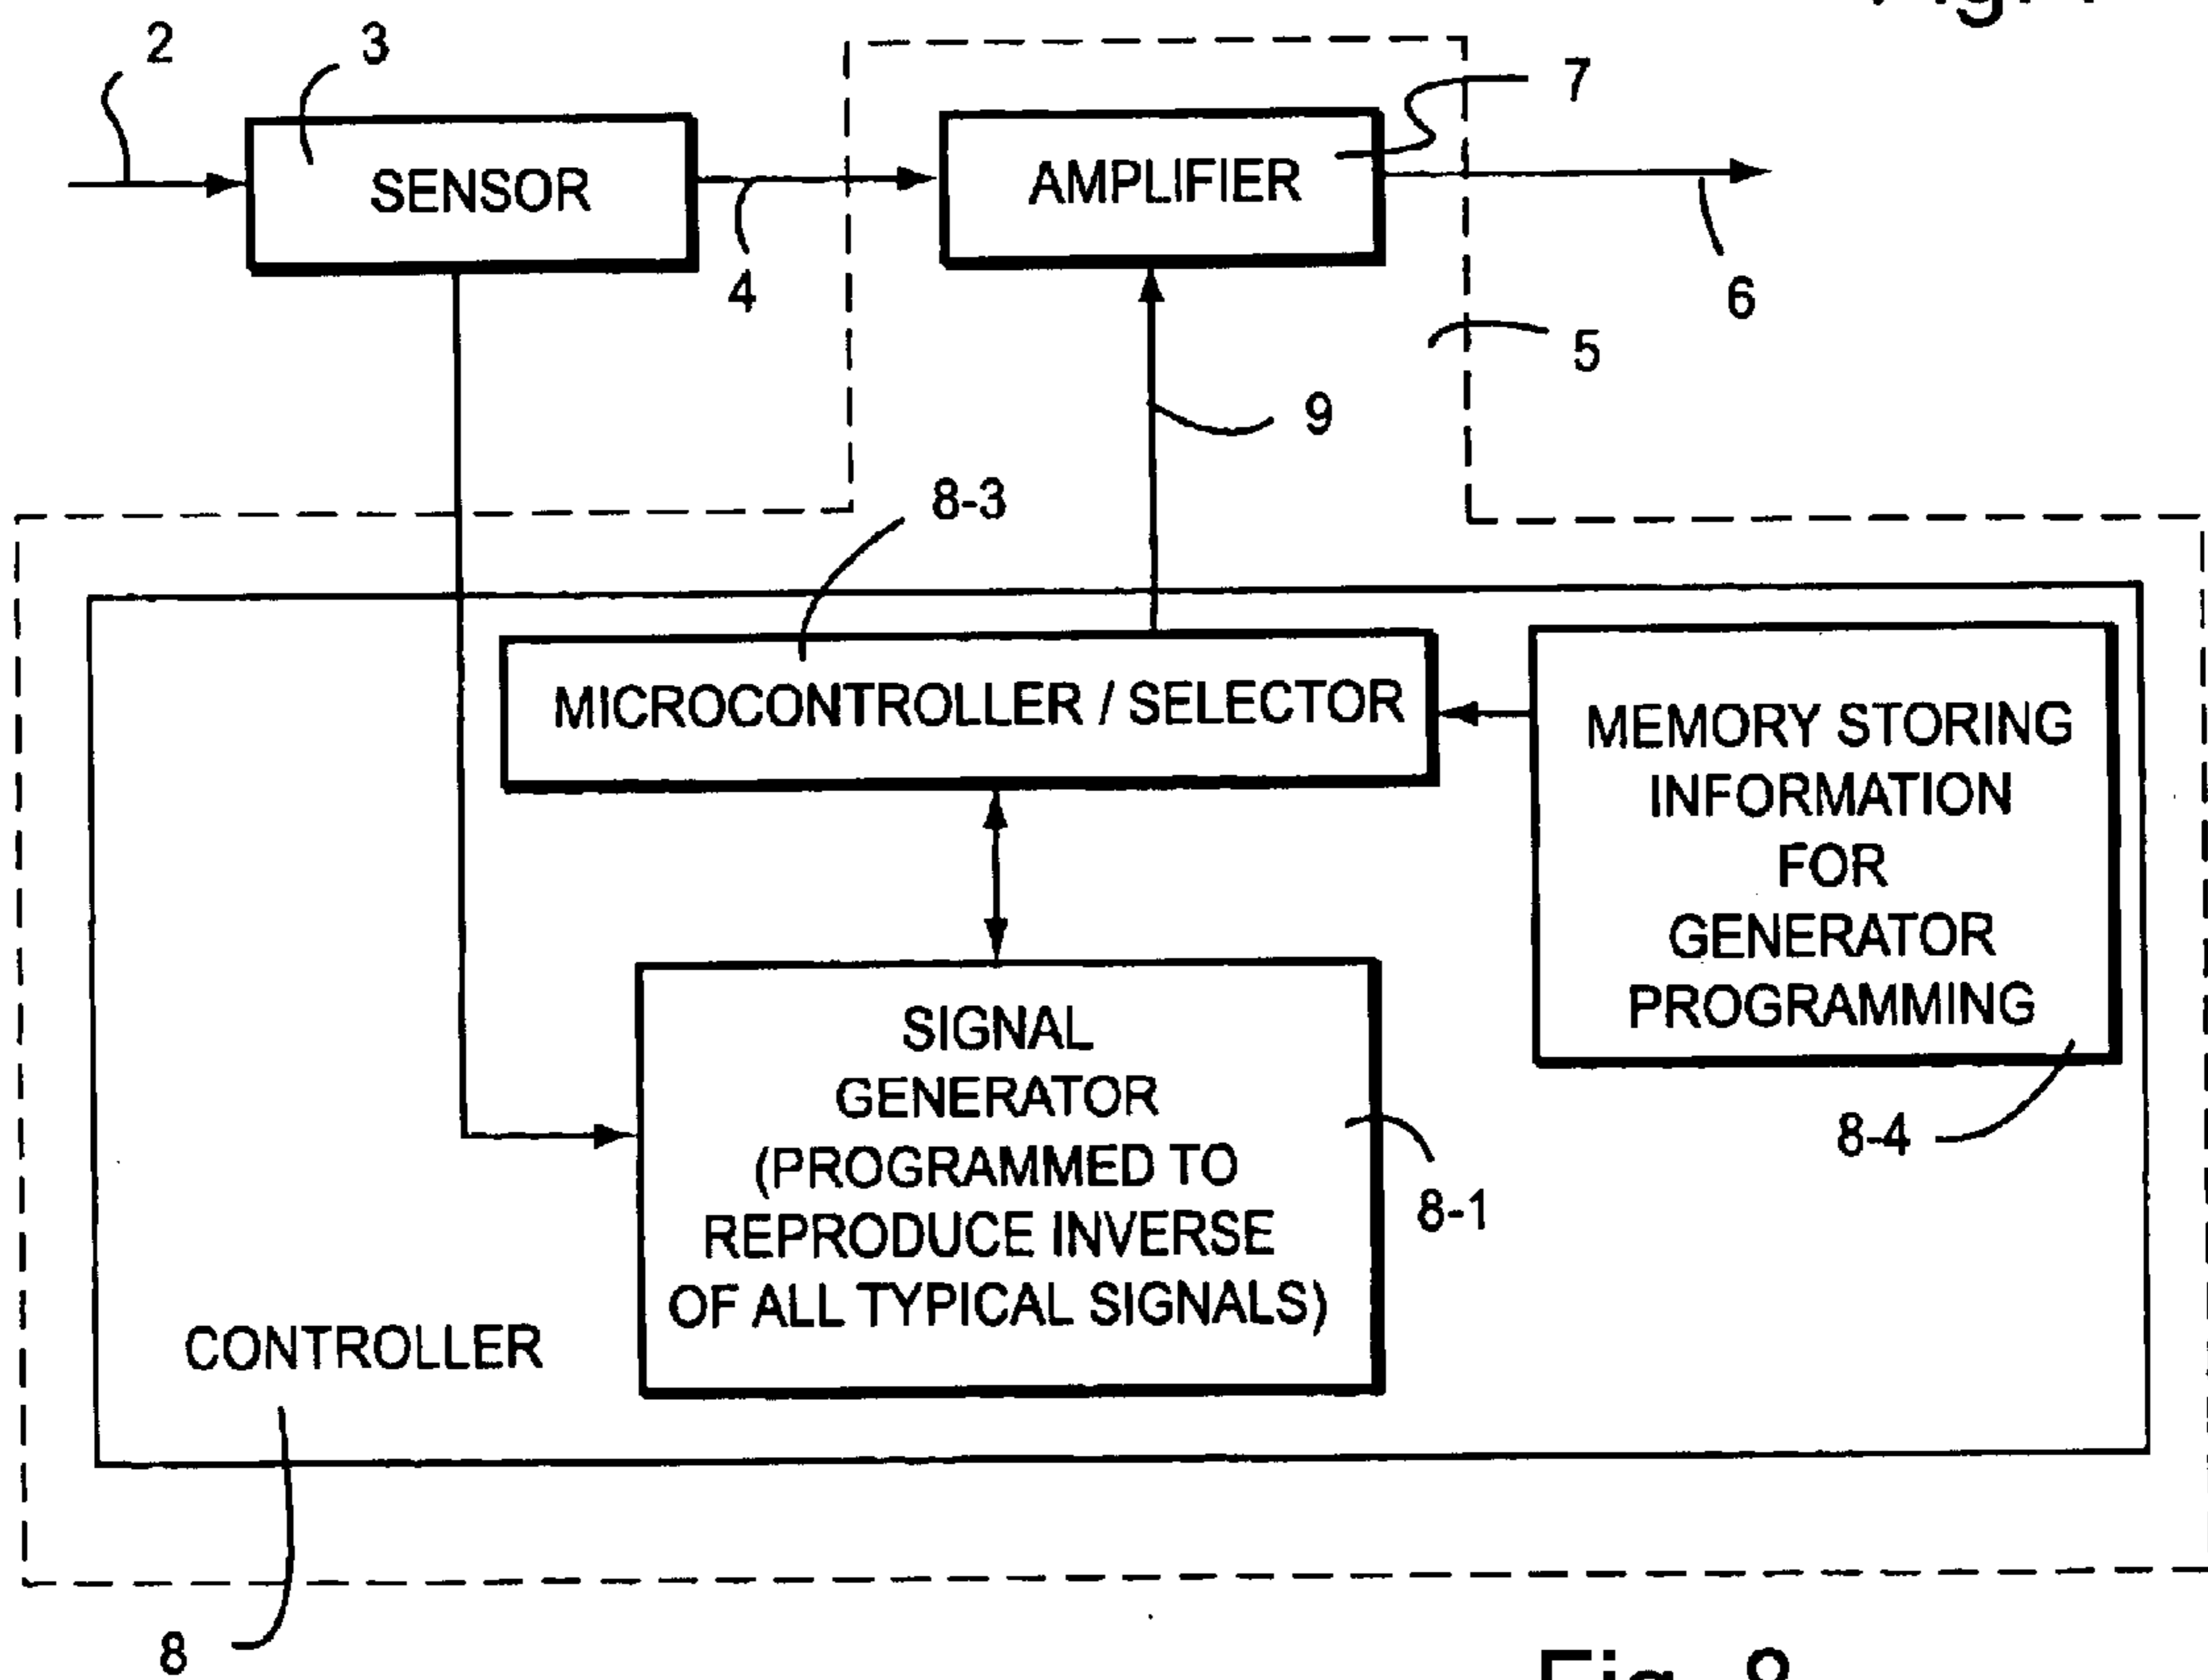 2
3
7
SENSOR
AMPLIFIER
4
6
5
9
8-3
MICROCONTROLLER / SELECTOR
MEMORY STORING
INFORMATION
FOR
GENERATOR
PROGRAMMING
SIGNAL
GENERATOR
(PROGRAMMED TO
REPRODUCE INVERSE
OF ALL TYPICAL SIGNALS)
8-4
8-1
CONTROLLER
8